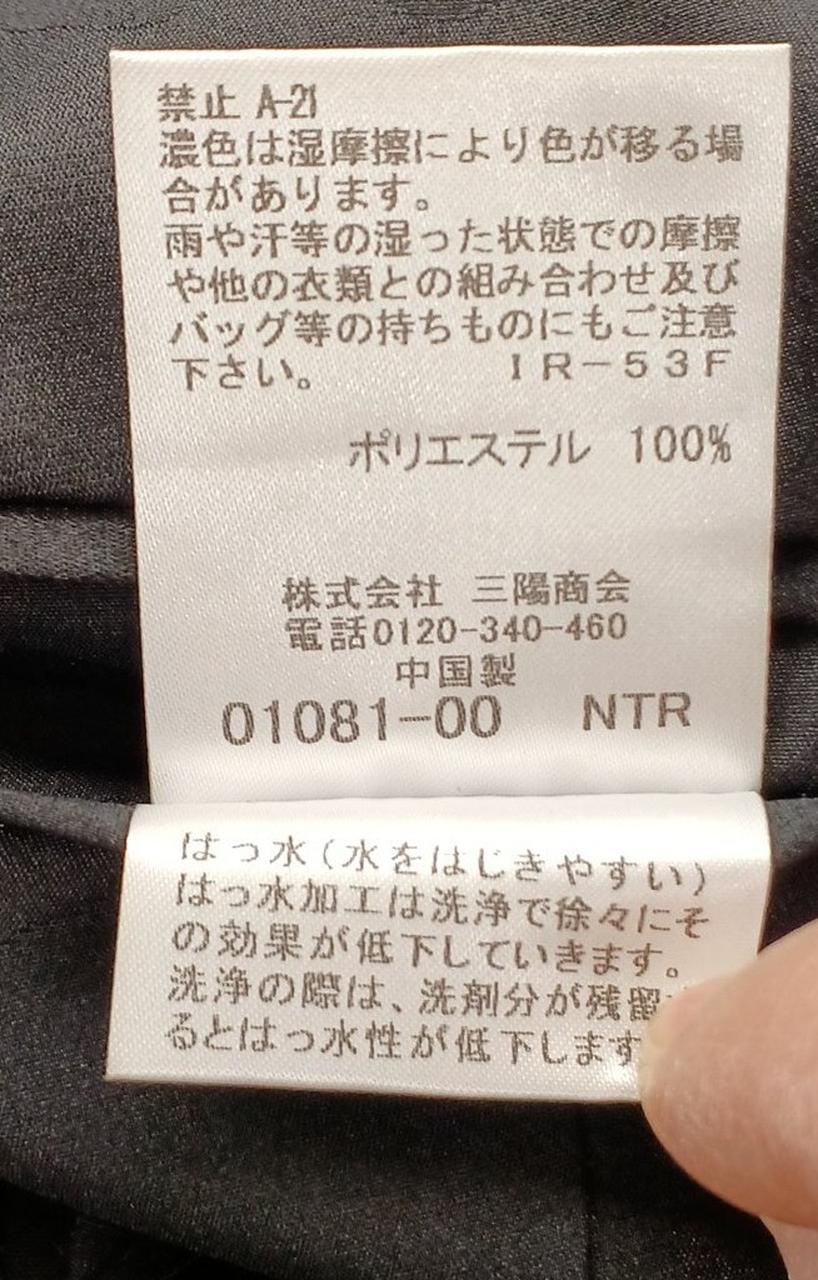 禁止 A-21
濃色は湿摩擦により色が移る場
合があります。
雨や汗等の湿った状態での摩擦
や他の衣類との組み合わせ及び
バッグ等の持ちものにもご注意
下さい。 IR-53F
ポリエステル 100%
株式会社 三陽商会
電話0120-340-460
中国製
01081-00 NTR
はっ水(水をはじきやすい)
はっ水加工は洗浄で徐々にそ
の効果が低下していきます。
洗浄の際は、洗剤分が残留
るとはっ水性が低下します